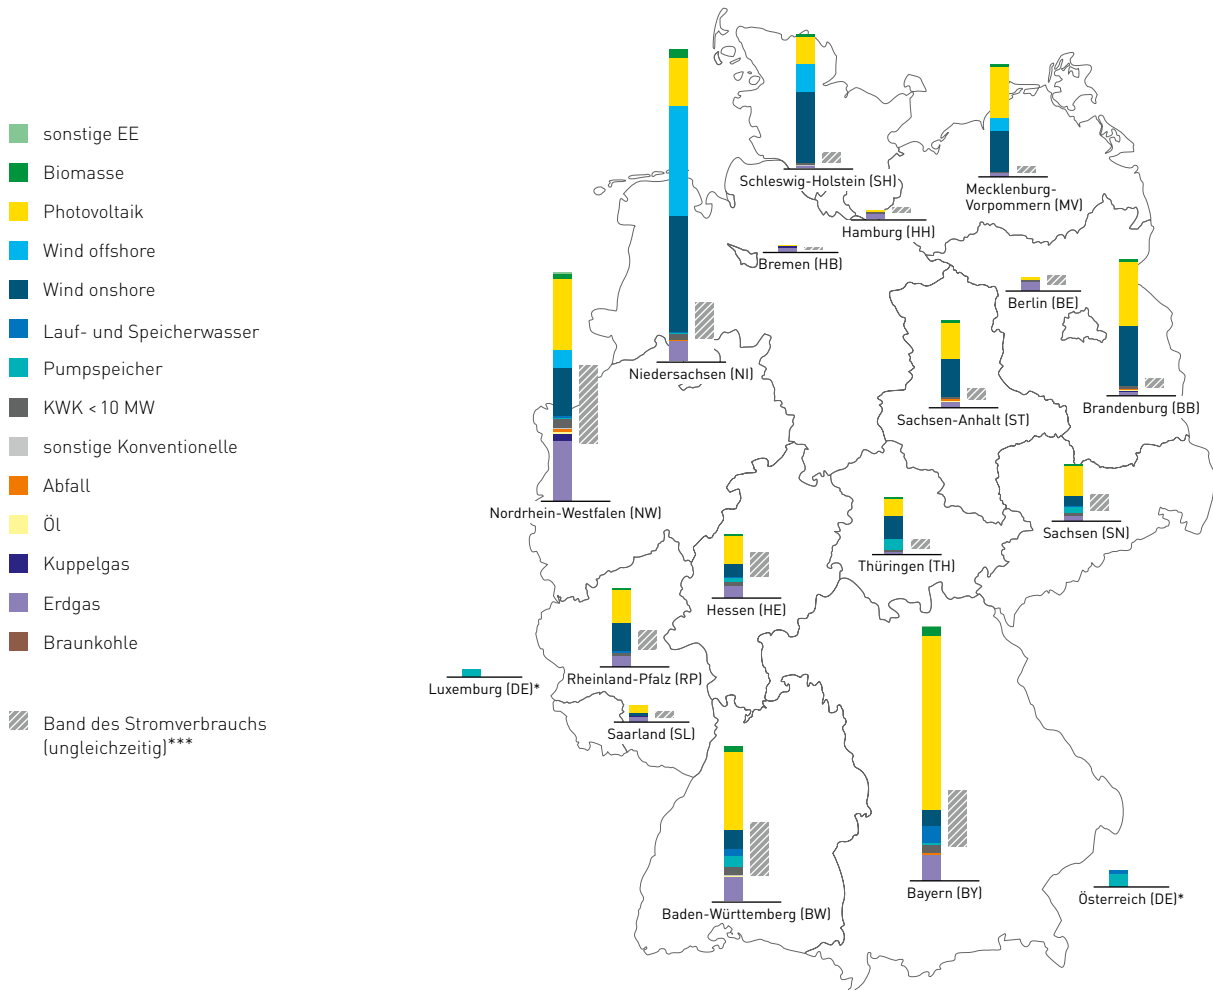 sonstige EE
Biomasse
Photovoltaik
Wind offshore
Wind onshore
Lauf- und Speicherwasser
Pumpspeicher
KWK < 10 MW
sonstige Konventionelle
Abfall
Öl
Kuppelgas
Erdgas
Braunkohle
Band des Stromverbrauchs
(ungleichzeitig)***
Schleswig-Holstein (SH)
Mecklenburg-
Vorpommern (MV)
Hamburg (HH)
Bremen (HB)
Berlin (BE)
Niedersachsen (NI)
Sachsen-Anhalt (ST)
Brandenburg (BB)
Nordrhein-Westfalen (NW)
Sachsen (SN)
Thüringen (TH)
Hessen (HE)
Rheinland-Pfalz (RP)
Luxemburg (DE)*
Saarland (SL)
Bayern (BY)
Österreich (DE)*
Baden-Württemberg (BW)